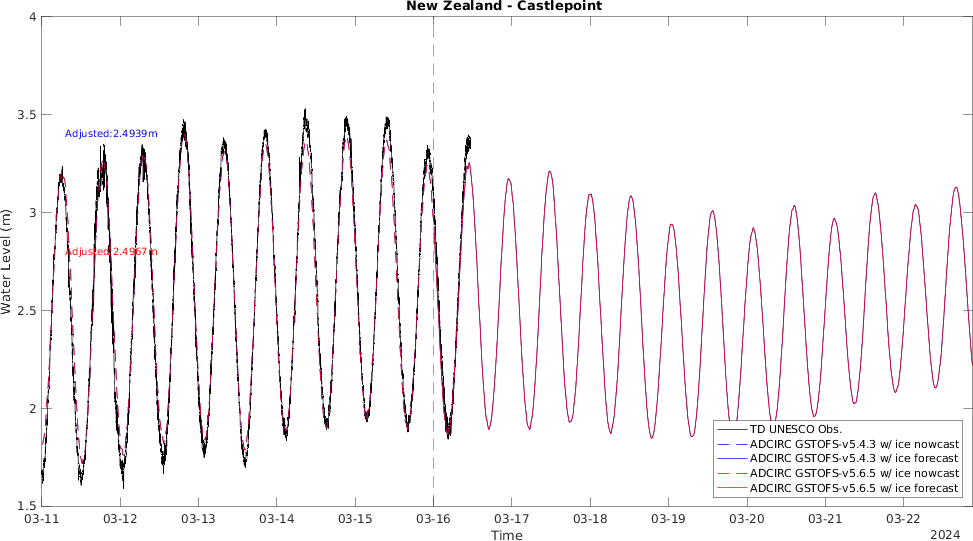 New Zealand - Castlepoint
4
3.5
3
2.5
2
1.5
Water Level (m)
Adjusted:2.4939m
Adjusted:2.4967m
TD UNESCO Obs.
ADCIRC GSTOFS-v5.4.3 w/ ice nowcast
ADCIRC GSTOFS-v5.4.3 w/ ice forecast
ADCIRC GSTOFS-v5.6.5 w/ ice nowcast
ADCIRC GSTOFS-v5.6.5 w/ ice forecast
03-11 03-12 03-13 03-14 03-15 03-16 03-17 03-18 03-19 03-20 03-21 03-22
Time
2024